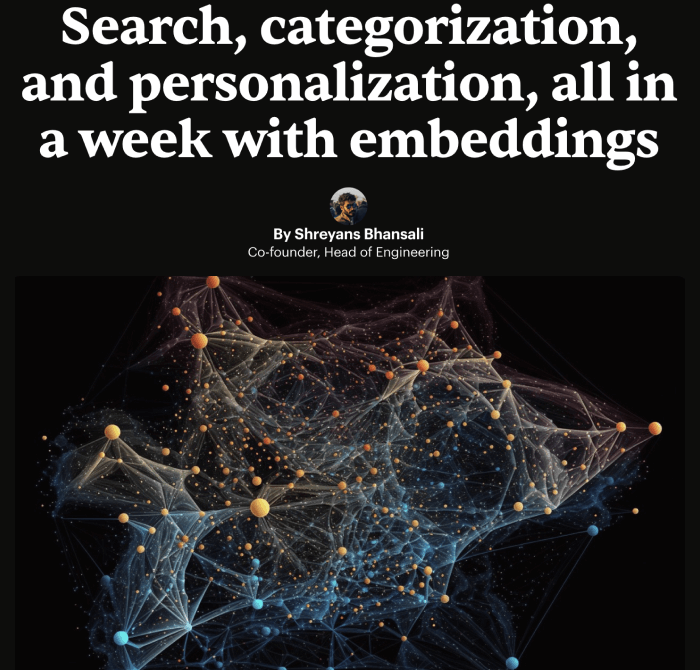 Search, categorization,
and personalization, all in
a week with embeddings
By Shreyans Bhansali
Co-founder, Head of Engineering